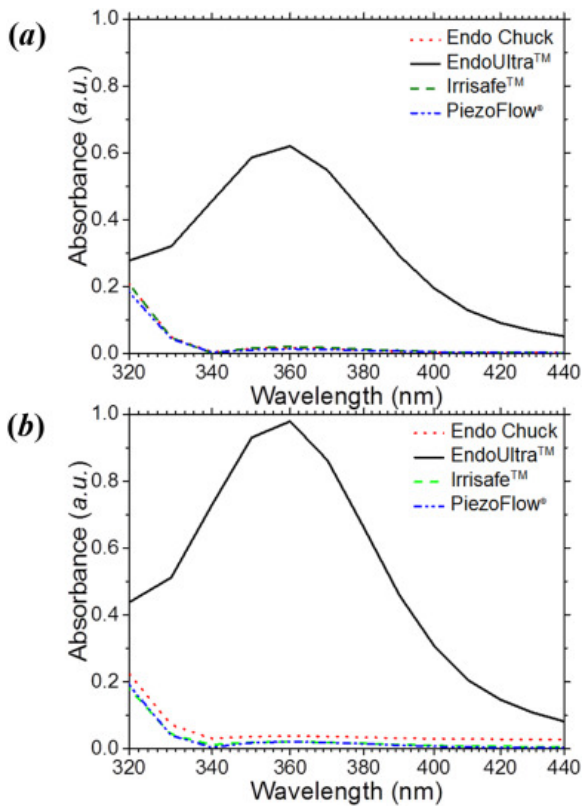 (a)
Absorbance (a.u.)
1.0
0.8
0.6
0.4
0.2
0.0
Endo Chuck
EndoUltra™
Irrisafe™
PiezoFlow®
320 340 360 380 400 420 440
Wavelength (nm)
(b)
Absorbance (a.u.)
1.0
0.8
0.6
0.4
0.2
0.0
Endo Chuck
EndoUltra™
Irrisafe™
PiezoFlow®
320 340 360 380 400 420 440
Wavelength (nm)